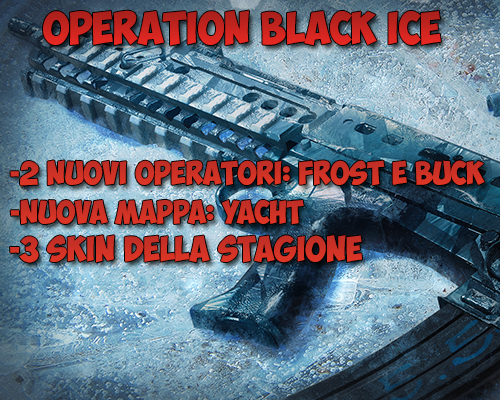 OPERATION BLACK ICE
-2 NUOVI OPERATORI: FROST E BUCK
-NUOVA MAPPA: YACHT
-3 SKIN DELLA STAGIONE